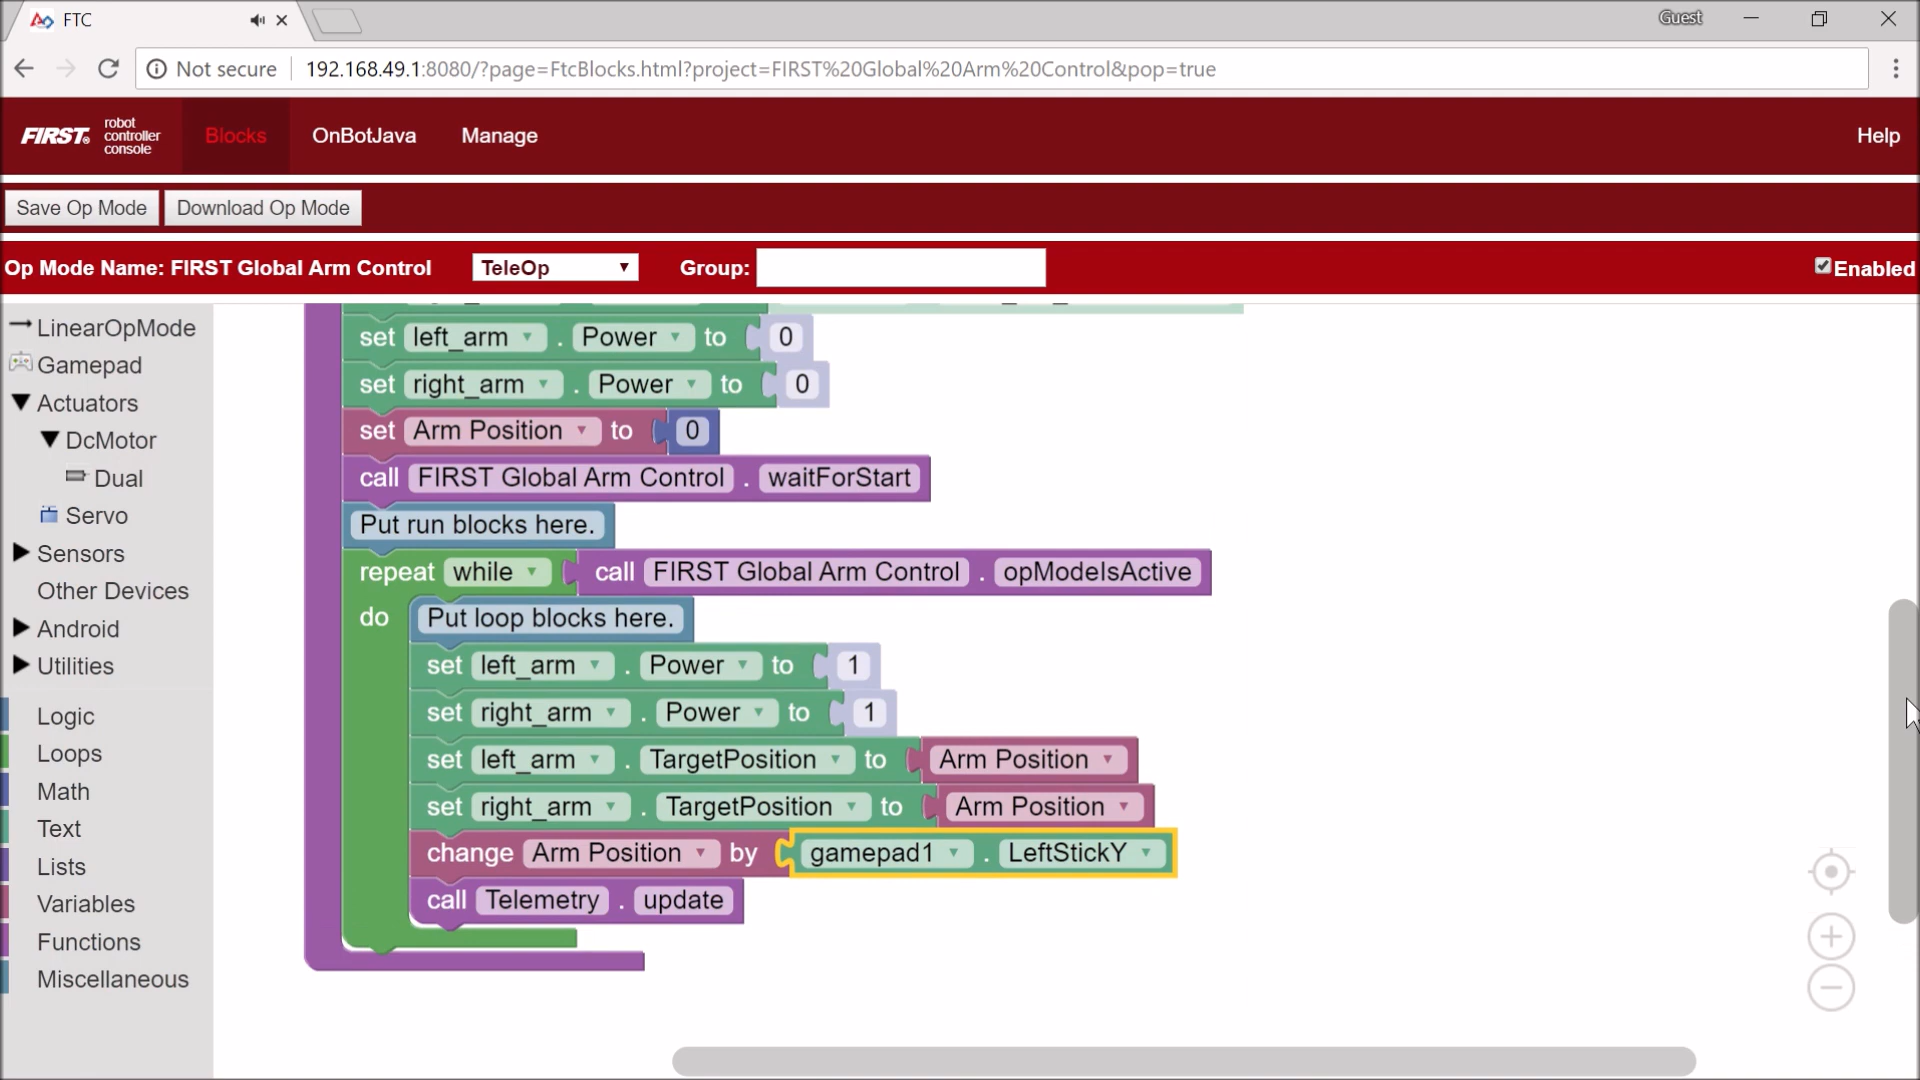 FTC
Guest
Not secure
192.168.49.1:8080/?page=FtcBlocks.html?project=FIRST%20Global%20Arm%20Control&pop=true
FIRST® robot controller console
Blocks
OnBotJava
Manage
Help
Save Op Mode
Download Op Mode
Op Mode Name: FIRST Global Arm Control
TeleOp
Group:
Enabled
LinearOpMode
Gamepad
Actuators
DcMotor
Dual
Servo
Sensors
Other Devices
Android
Utilities
Logic
Loops
Math
Text
Lists
Variables
Functions
Miscellaneous
set left_arm . Power to 0
set right_arm . Power to 0
set Arm Position to 0
call FIRST Global Arm Control . waitForStart
Put run blocks here.
repeat while call FIRST Global Arm Control . opModeIsActive
do Put loop blocks here.
set left_arm . Power to 1
set right_arm . Power to 1
set left_arm . TargetPosition to Arm Position
set right_arm . TargetPosition to Arm Position
change Arm Position by gamepad1 . LeftStickY
call Telemetry . update